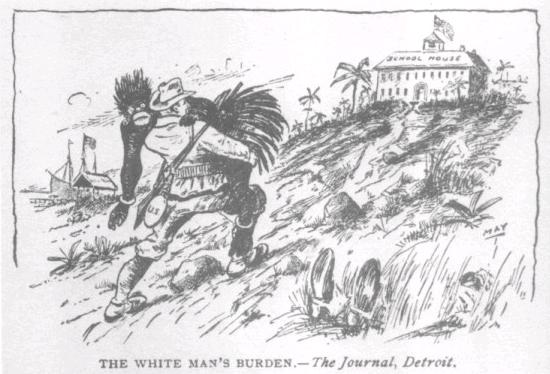 SCHOOL HOUSE
MAY
THE WHITE MAN'S BURDEN.—The Journal, Detroit.